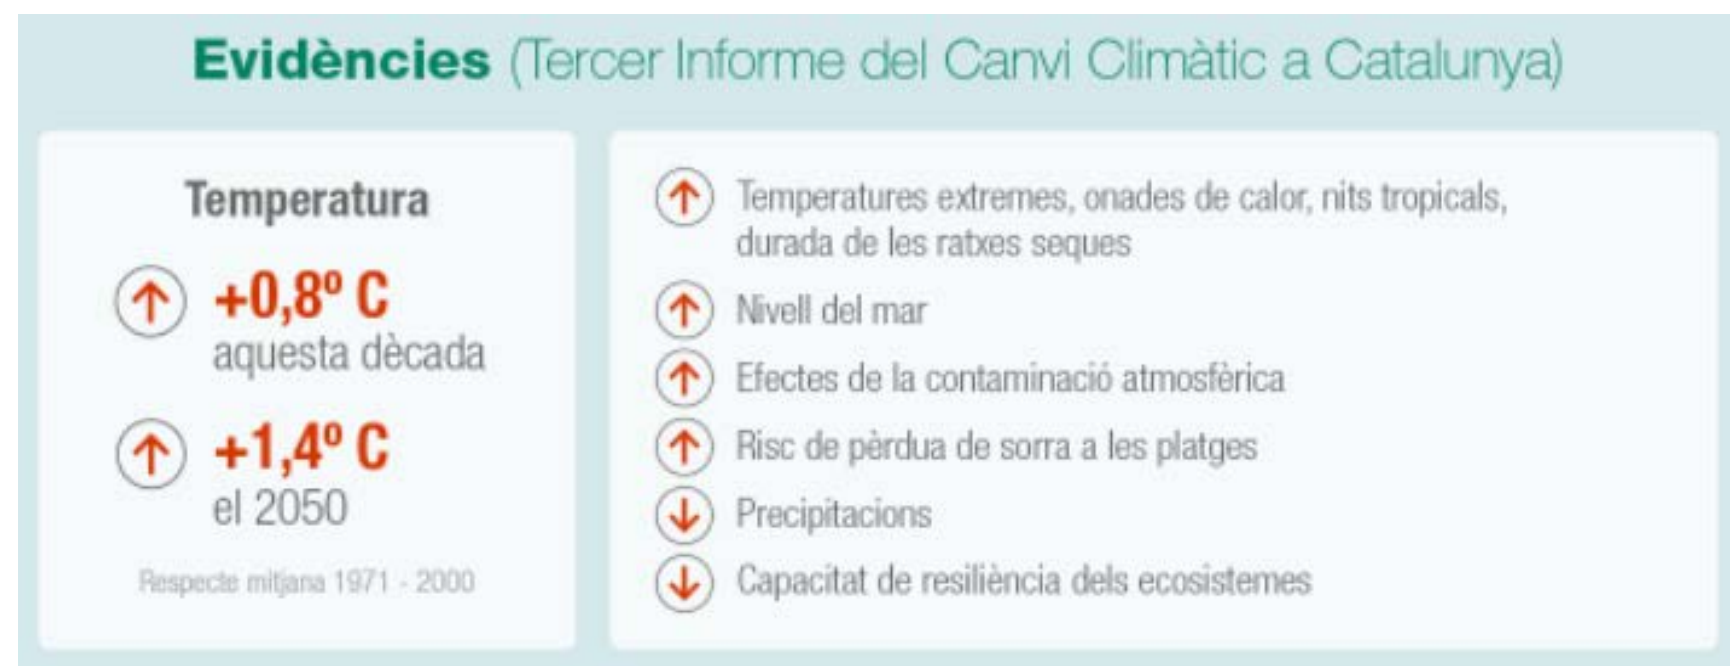 Evidències (Tercer Informe del Canvi Climàtic a Catalunya)
Temperatura
+0,8º C
aquesta dècada
+1,4º C
el 2050
Respecte mitjana 1971 - 2000
Temperatures extremes, onades de calor, nits tropicals,
durada de les ratxes seques
Nivell del mar
Efectes de la contaminació atmosfèrica
Risc de pèrdua de sorra a les platges
Precipitacions
Capacitat de resiliència dels ecosistemes